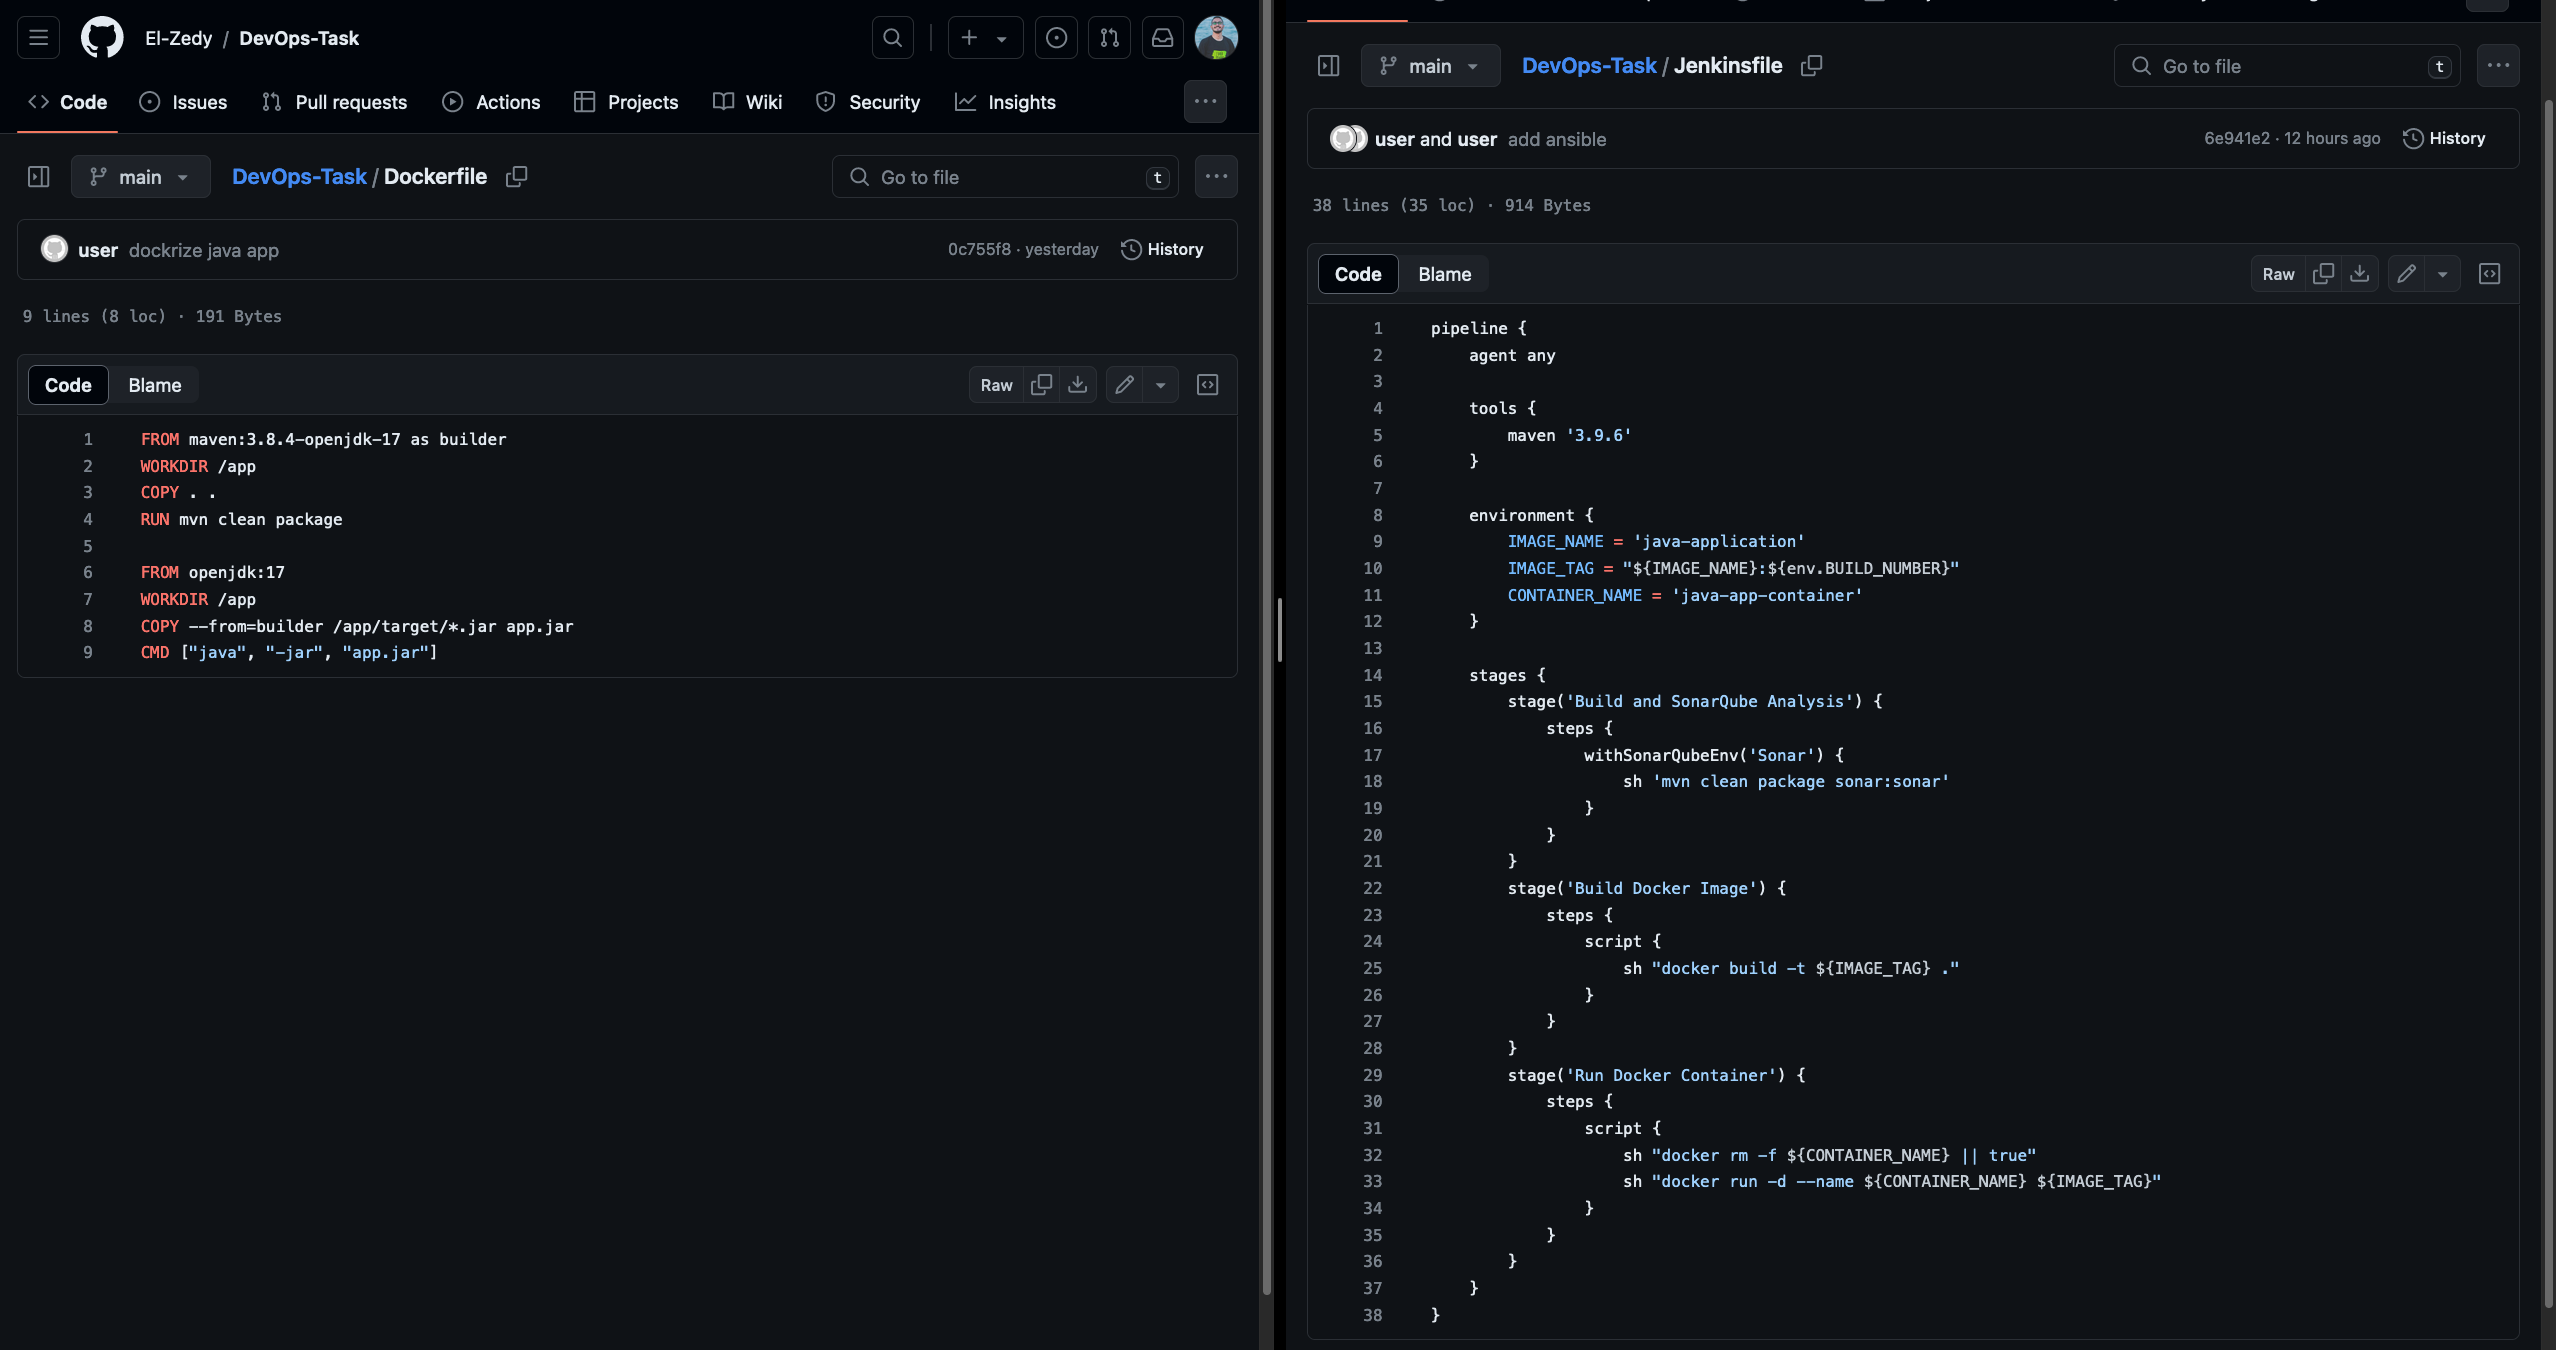 El-Zedy / DevOps-Task
Code Issues Pull requests Actions Projects Wiki Security Insights
main DevOps-Task / Dockerfile Go to file t
user dockrize java app 0c755f8 · yesterday History
9 lines (8 loc) · 191 Bytes
Code Blame Raw
1 FROM maven:3.8.4-openjdk-17 as builder
2 WORKDIR /app
3 COPY . .
4 RUN mvn clean package
5
6 FROM openjdk:17
7 WORKDIR /app
8 COPY --from=builder /app/target/*.jar app.jar
9 CMD ["java", "-jar", "app.jar"]
main DevOps-Task / Jenkinsfile Go to file t
user and user add ansible 6e941e2 · 12 hours ago History
38 lines (35 loc) · 914 Bytes
Code Blame Raw
1 pipeline {
2     agent any
3
4     tools {
5         maven '3.9.6'
6     }
7
8     environment {
9         IMAGE_NAME = 'java-application'
10         IMAGE_TAG = "${IMAGE_NAME}:${env.BUILD_NUMBER}"
11         CONTAINER_NAME = 'java-app-container'
12     }
13
14     stages {
15         stage('Build and SonarQube Analysis') {
16             steps {
17                 withSonarQubeEnv('Sonar') {
18                     sh 'mvn clean package sonar:sonar'
19                 }
20             }
21         }
22         stage('Build Docker Image') {
23             steps {
24                 script {
25                     sh "docker build -t ${IMAGE_TAG} ."
26                 }
27             }
28         }
29         stage('Run Docker Container') {
30             steps {
31                 script {
32                     sh "docker rm -f ${CONTAINER_NAME} || true"
33                     sh "docker run -d --name ${CONTAINER_NAME} ${IMAGE_TAG}"
34                 }
35             }
36         }
37     }
38 }